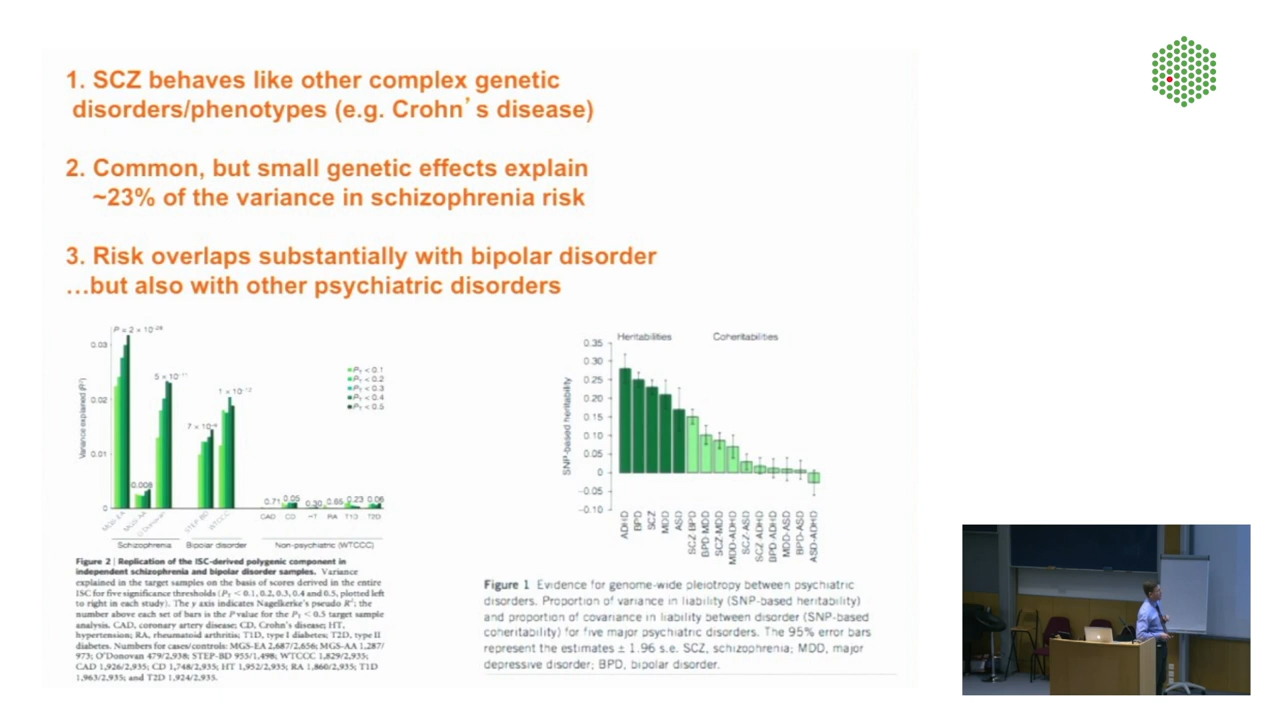 1. SCZ behaves like other complex genetic
disorders/phenotypes (e.g. Crohn's disease)
2. Common, but small genetic effects explain
~23% of the variance in schizophrenia risk
3. Risk overlaps substantially with bipolar disorder
...but also with other psychiatric disorders
P = 2 × 10⁻²⁸
5 × 10⁻¹¹
1 × 10⁻¹²
0.008
0.71 0.05 0.30 0.65 0.23 0.06
0.03
0.02
0.01
0
Variance explained (R²)
P_T < 0.1
P_T < 0.2
P_T < 0.3
P_T < 0.4
P_T < 0.5
MGS-EA MGS-AA O'Donovan STEP-BD WTCCC CAD CD HT RA T1D T2D
Schizophrenia Bipolar disorder Non-psychiatric (WTCCC)
Figure 2 | Replication of the ISC-derived polygenic component in
independent schizophrenia and bipolar disorder samples. Variance
explained in the target samples on the basis of scores derived in the entire
ISC for five significance thresholds (P_T < 0.1, 0.2, 0.3, 0.4 and 0.5, plotted left
to right in each study). The y axis indicates Nagelkerke's pseudo R²; the
number above each set of bars is the P value for the P_T < 0.5 target sample
analysis. CAD, coronary artery disease; CD, Crohn's disease; HT,
hypertension; RA, rheumatoid arthritis; T1D, type I diabetes; T2D, type II
diabetes. Numbers for cases/controls: MGS-EA 2,687/2,656; MGS-AA 1,287/
973; O'Donovan 479/2,938; STEP-BD 955/1,498; WTCCC 1,829/2,935;
CAD 1,926/2,935; CD 1,748/2,935; HT 1,952/2,935; RA 1,860/2,935; T1D
1,963/2,935; and T2D 1,924/2,935.
Heritabilities Coheritabilities
SNP-based heritability
0.35
0.30
0.25
0.20
0.15
0.10
0.05
0
-0.05
-0.10
ADHD
BPD
SCZ
MDD
ASD
SCZ-BPD
BPD-MDD
SCZ-MDD
MDD-ADHD
SCZ-ASD
SCZ-ADHD
BPD-ADHD
MDD-ASD
BPD-ASD
ASD-ADHD
Figure 1 Evidence for genome-wide pleiotropy between psychiatric
disorders. Proportion of variance in liability (SNP-based heritability)
and proportion of covariance in liability between disorder (SNP-based
coheritability) for five major psychiatric disorders. The 95% error bars
represent the estimates ± 1.96 s.e. SCZ, schizophrenia; MDD, major
depressive disorder; BPD, bipolar disorder.